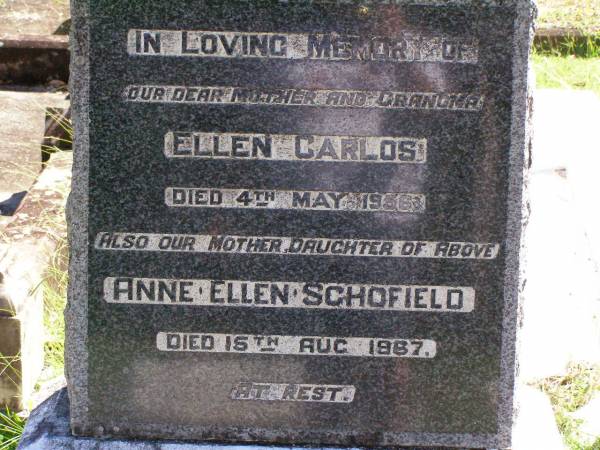 IN LOVING MEMORY OF
OUR DEAR MOTHER AND GRANDMA
ELLEN CARLOS
DIED 4TH MAY
ALSO OUR MOTHER, DAUGHTER OF ABOVE
ANNE ELLEN SCHOFIELD
DIED 15TH AUG 1967.
AT REST.